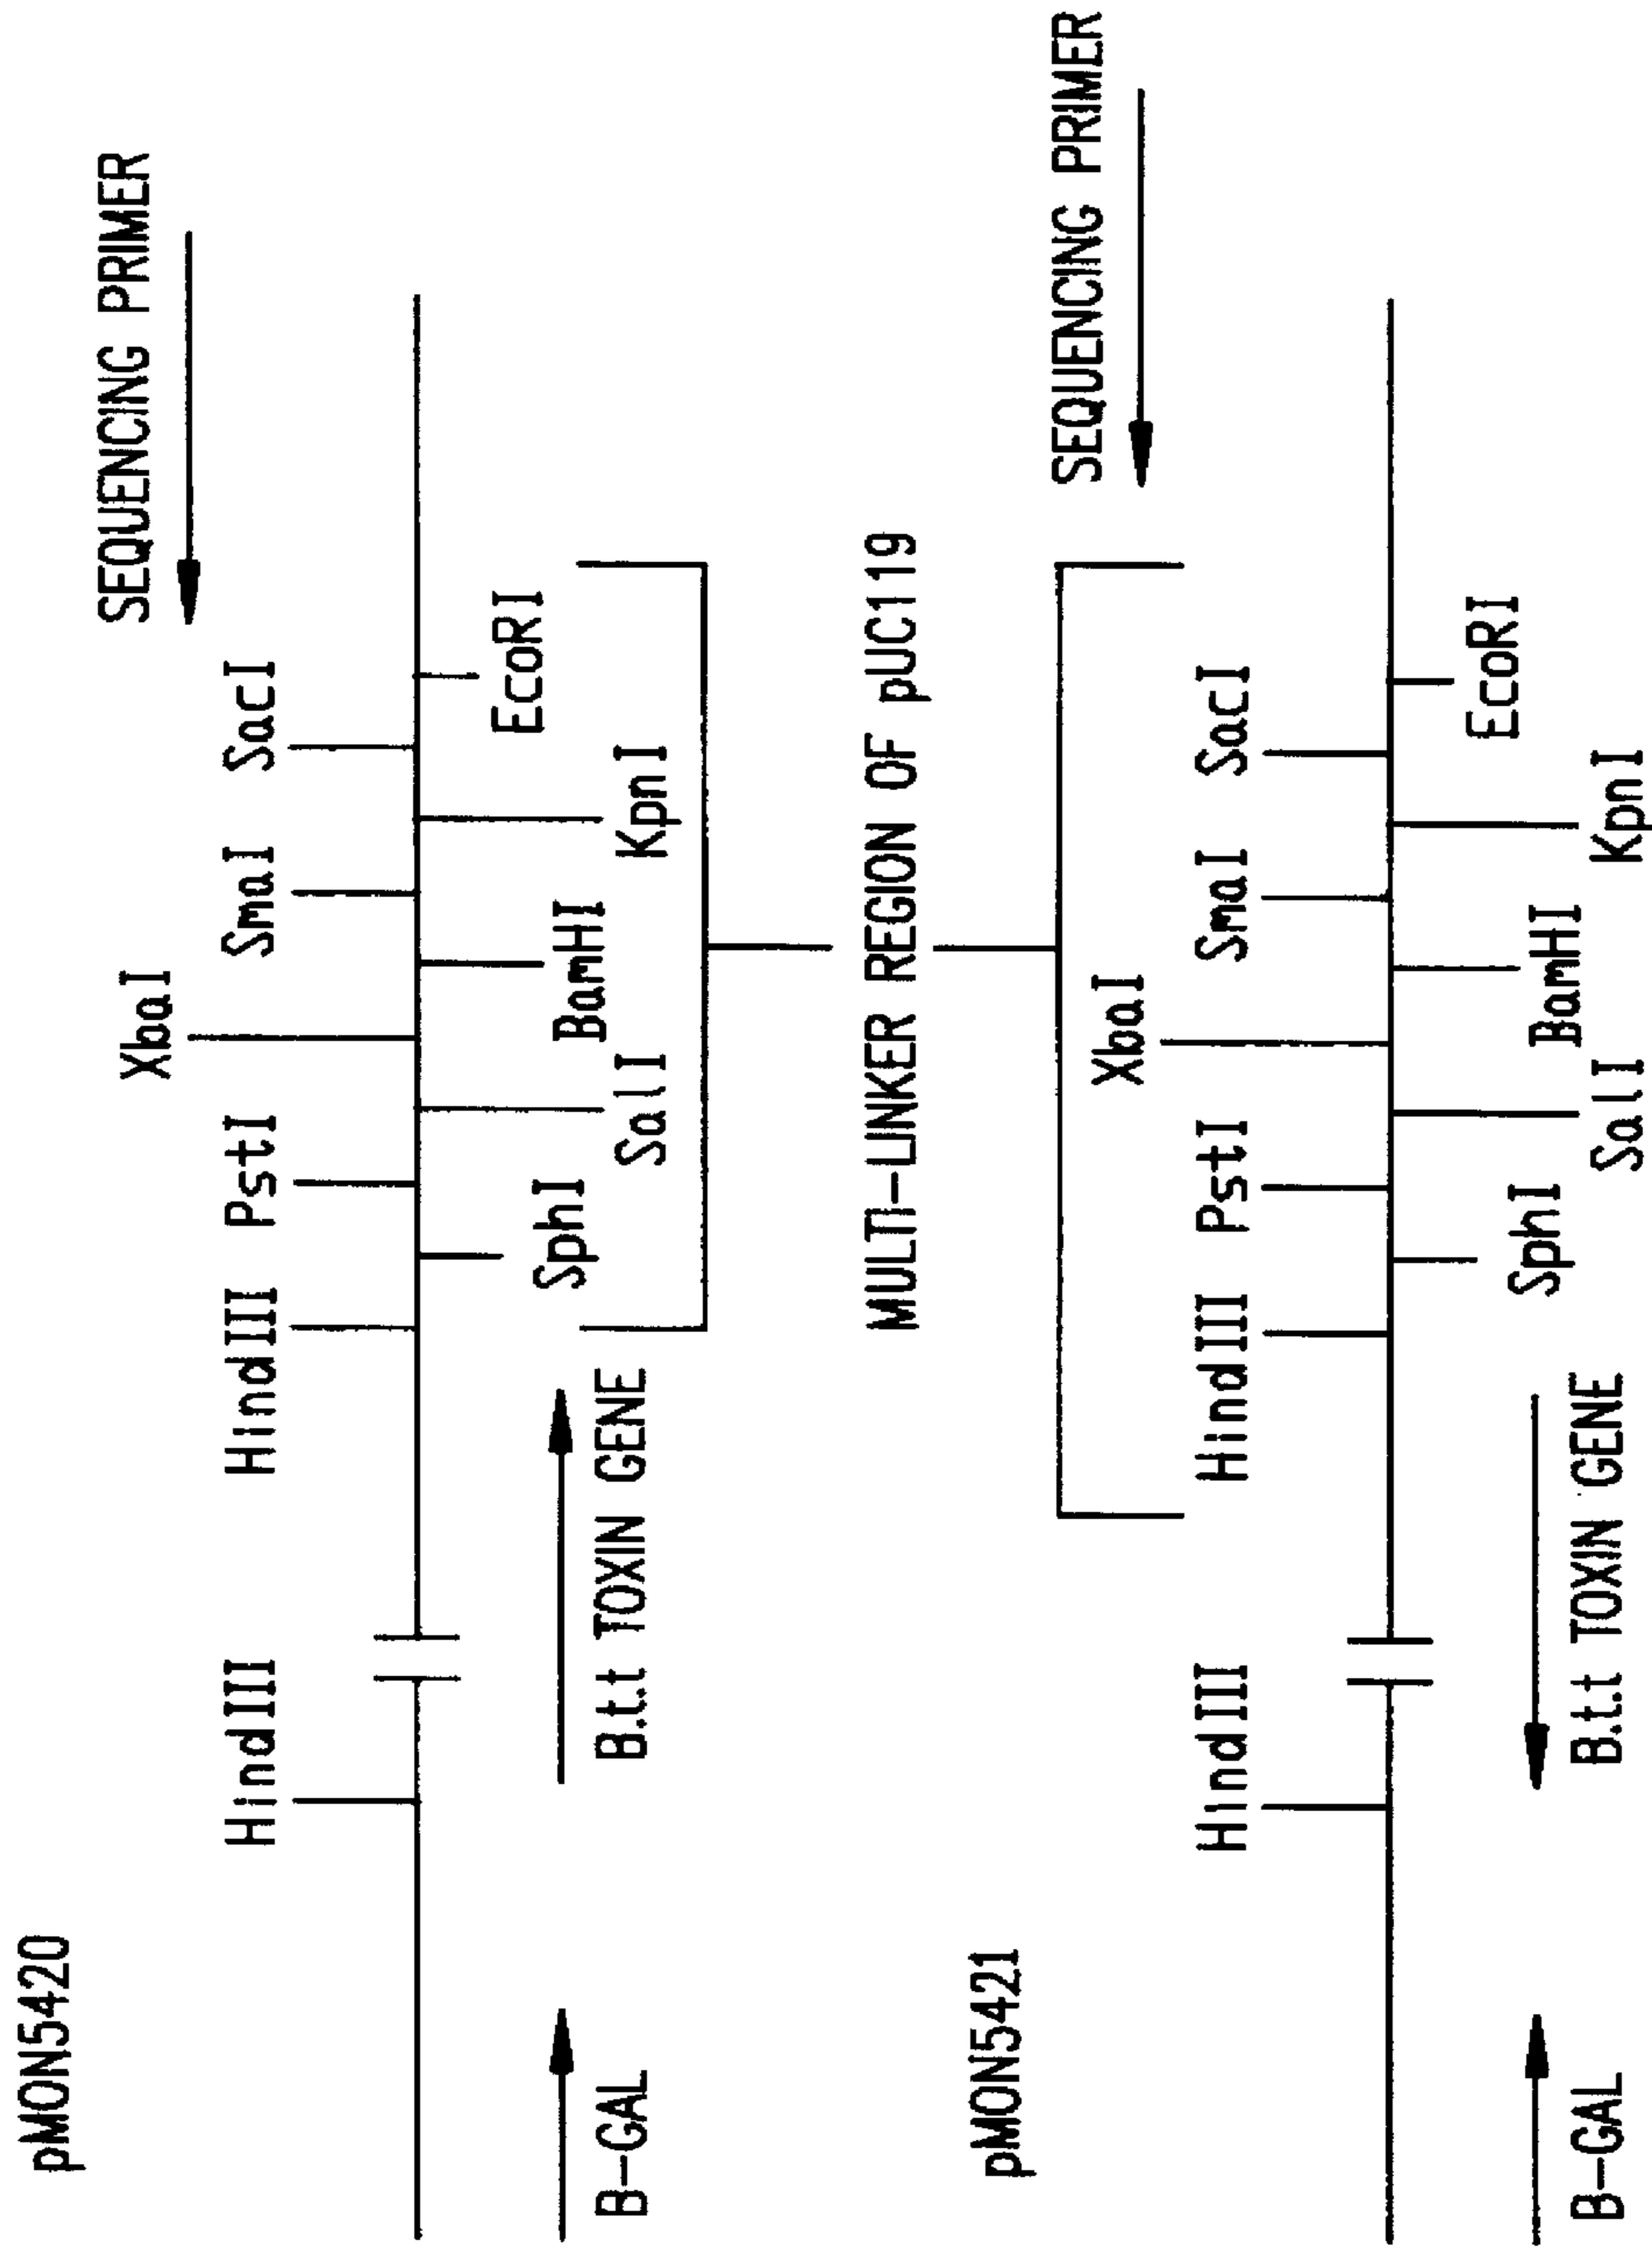 pMON5420
SEQUENCING PRIMER
XbaI
HindIII
HindIII
PstI
SmaI
SacI
SphI
SalI
BamHI
KpnI
EcoRI
B-GAL
B.t.t TOXIN GENE
MULTI-LINKER REGION OF pUC119
pMON5421
SEQUENCING PRIMER
XbaI
HindIII
HindIII
PstI
SmaI
SacI
SphI
SalI
BamHI
KpnI
EcoRI
B-GAL
B.t.t TOXIN GENE